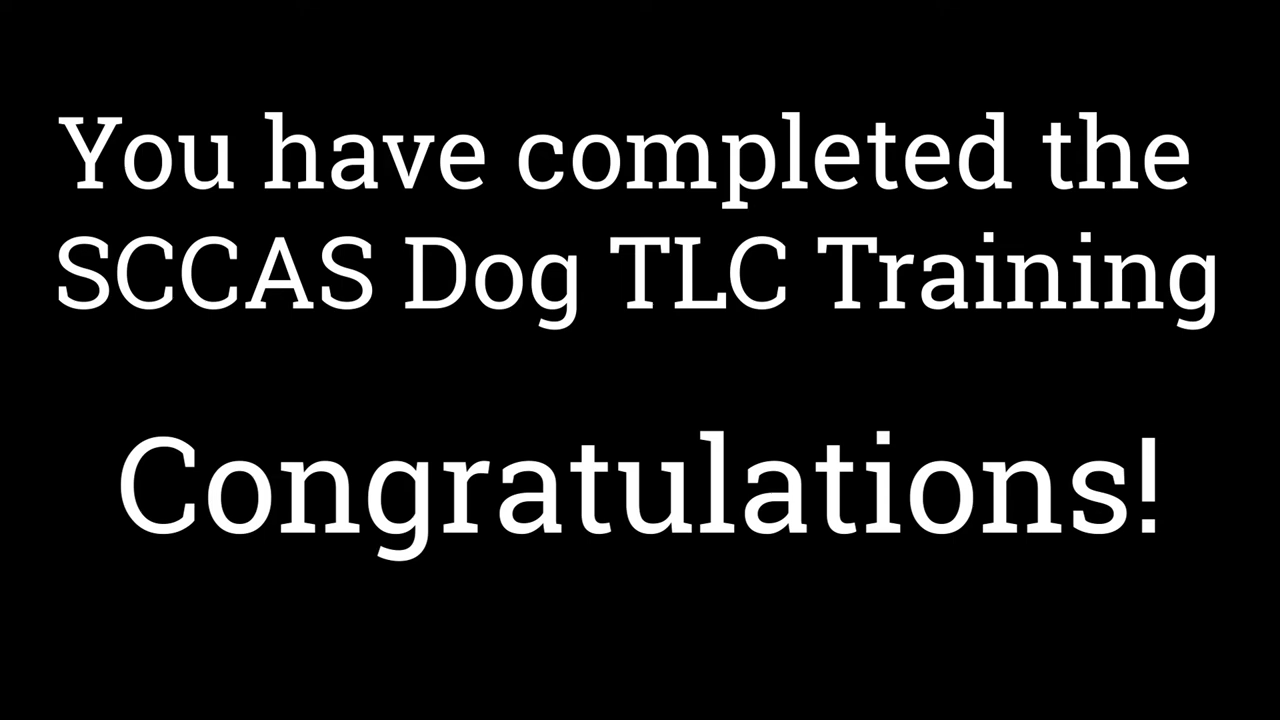 You have completed the
SCCAS Dog TLC Training
Congratulations!